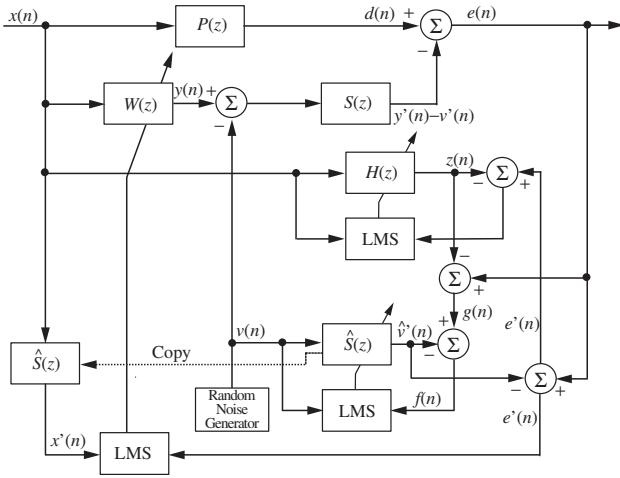 x(n)
P(z)
d(n) +
Σ
e(n)
−
W(z)
y(n) +
Σ
−
S(z)
y'(n)−v'(n)
H(z)
z(n)
−
Σ
+
LMS
−
Σ
+
g(n)
v(n)
Ŝ(z)
v̂'(n)
+
−
Σ
e'(n)
Copy
Ŝ(z)
−
Σ
+
Random
Noise
Generator
LMS
f(n)
e'(n)
x'(n)
LMS